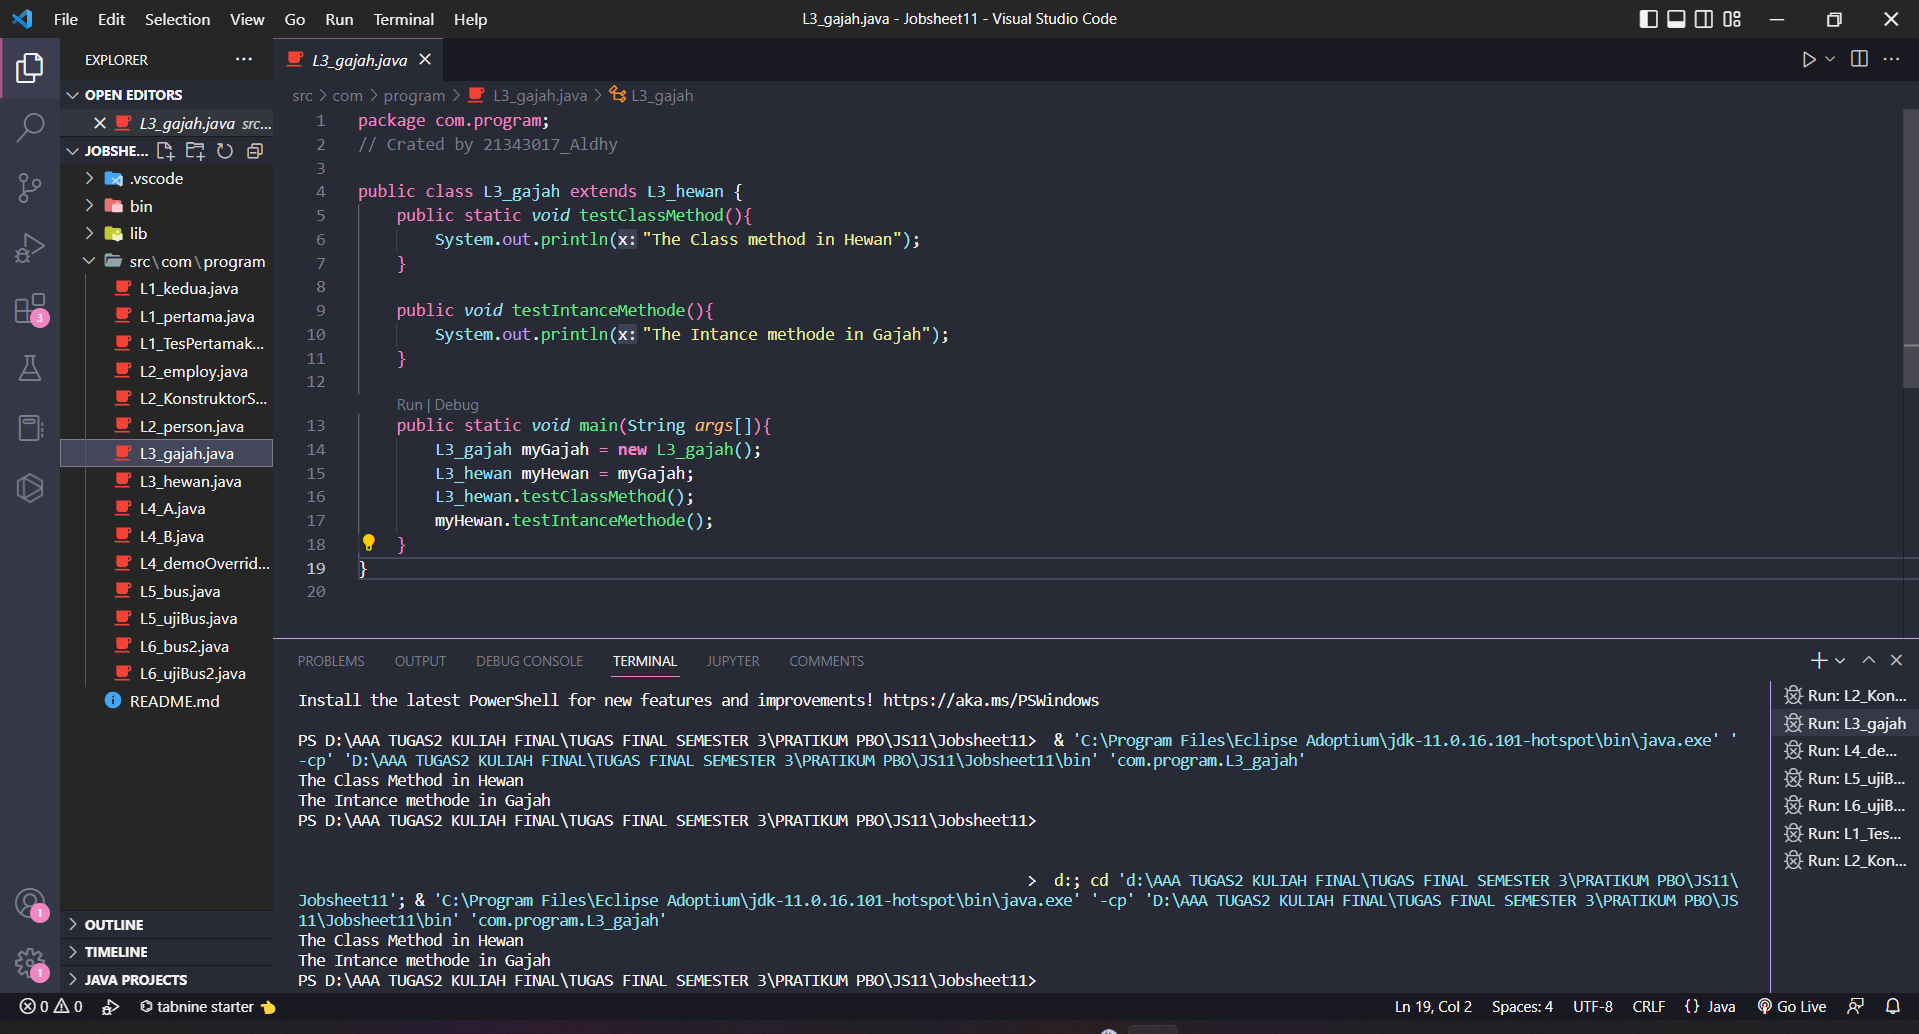 File Edit Selection View Go Run Terminal Help
L3_gajah.java - Jobsheet11 - Visual Studio Code
EXPLORER
OPEN EDITORS
L3_gajah.java src...
JOBSHE...
.vscode
bin
lib
src\com\program
L1_kedua.java
L1_pertama.java
L1_TesPertamak...
L2_employ.java
L2_KonstruktorS...
L2_person.java
L3_gajah.java
L3_hewan.java
L4_A.java
L4_B.java
L4_demoOverrid...
L5_bus.java
L5_ujiBus.java
L6_bus2.java
L6_ujiBus2.java
README.md
OUTLINE
TIMELINE
JAVA PROJECTS
3
1
1
L3_gajah.java
src > com > program > L3_gajah.java > L3_gajah
1 package com.program;
2 // Crated by 21343017_Aldhy
3
4 public class L3_gajah extends L3_hewan {
5 public static void testClassMethod(){
6 System.out.println(x: "The Class method in Hewan");
7 }
8
9 public void testIntanceMethode(){
10 System.out.println(x: "The Intance methode in Gajah");
11 }
12
Run | Debug
13 public static void main(String args[]){
14 L3_gajah myGajah = new L3_gajah();
15 L3_hewan myHewan = myGajah;
16 L3_hewan.testClassMethod();
17 myHewan.testIntanceMethode();
18 }
19 }
20
PROBLEMS OUTPUT DEBUG CONSOLE TERMINAL JUPYTER COMMENTS
Install the latest PowerShell for new features and improvements! https://aka.ms/PSWindows
PS D:\AAA TUGAS2 KULIAH FINAL\TUGAS FINAL SEMESTER 3\PRATIKUM PBO\JS11\Jobsheet11>  & 'C:\Program Files\Eclipse Adoptium\jdk-11.0.16.101-hotspot\bin\java.exe' '
-cp' 'D:\AAA TUGAS2 KULIAH FINAL\TUGAS FINAL SEMESTER 3\PRATIKUM PBO\JS11\Jobsheet11\bin' 'com.program.L3_gajah'
The Class Method in Hewan
The Intance methode in Gajah
PS D:\AAA TUGAS2 KULIAH FINAL\TUGAS FINAL SEMESTER 3\PRATIKUM PBO\JS11\Jobsheet11>
>  d:; cd 'd:\AAA TUGAS2 KULIAH FINAL\TUGAS FINAL SEMESTER 3\PRATIKUM PBO\JS11\
Jobsheet11'; & 'C:\Program Files\Eclipse Adoptium\jdk-11.0.16.101-hotspot\bin\java.exe' '-cp' 'D:\AAA TUGAS2 KULIAH FINAL\TUGAS FINAL SEMESTER 3\PRATIKUM PBO\JS
11\Jobsheet11\bin' 'com.program.L3_gajah'
The Class Method in Hewan
The Intance methode in Gajah
PS D:\AAA TUGAS2 KULIAH FINAL\TUGAS FINAL SEMESTER 3\PRATIKUM PBO\JS11\Jobsheet11>
Run: L2_Kon...
Run: L3_gajah
Run: L4_de...
Run: L5_ujiB...
Run: L6_ujiB...
Run: L1_Tes...
Run: L2_Kon...
0 0 tabnine starter
Ln 19, Col 2 Spaces: 4 UTF-8 CRLF {} Java Go Live